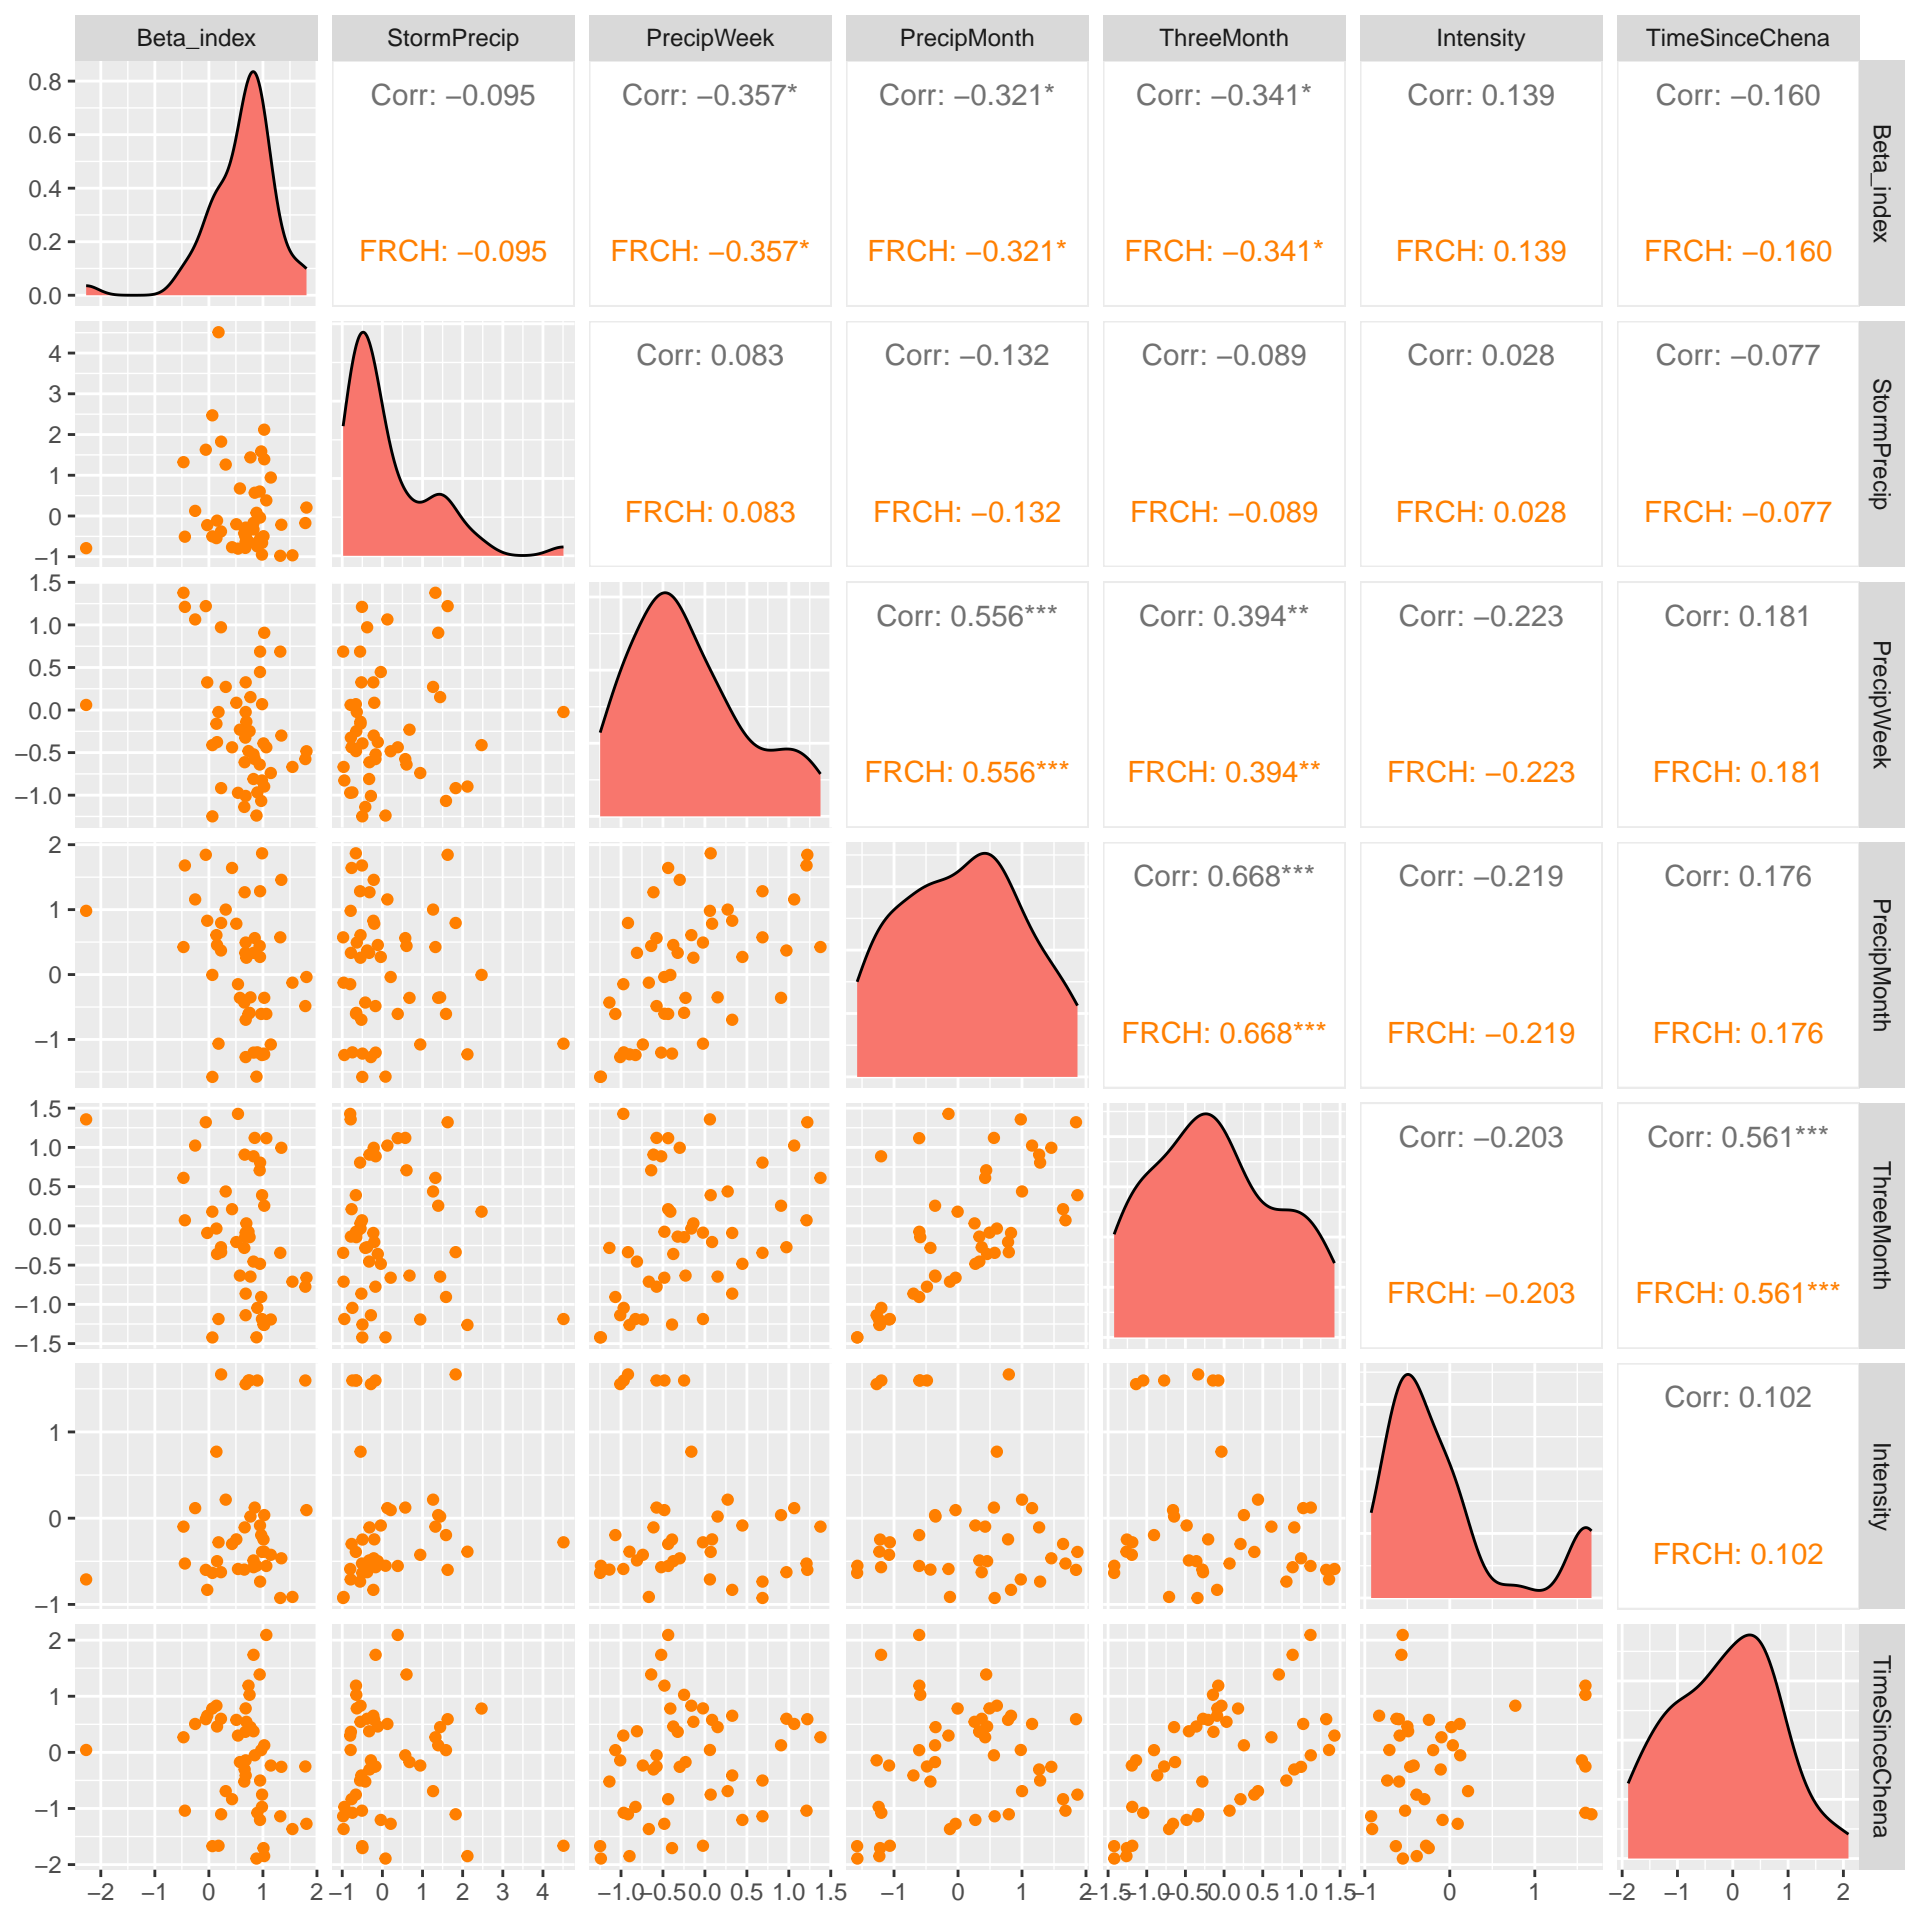 Beta_index StormPrecip PrecipWeek PrecipMonth ThreeMonth Intensity TimeSinceChena
0.8
0.6
0.4
0.2
0.0
Corr: −0.095 Corr: −0.357* Corr: −0.321* Corr: −0.341* Corr: 0.139 Corr: −0.160
FRCH: −0.095 FRCH: −0.357* FRCH: −0.321* FRCH: −0.341* FRCH: 0.139 FRCH: −0.160
Beta_index
4
3
2
1
0
−1
Corr: 0.083 Corr: −0.132 Corr: −0.089 Corr: 0.028 Corr: −0.077
FRCH: 0.083 FRCH: −0.132 FRCH: −0.089 FRCH: 0.028 FRCH: −0.077
StormPrecip
1.5
1.0
0.5
0.0
−0.5
−1.0
Corr: 0.556*** Corr: 0.394** Corr: −0.223 Corr: 0.181
FRCH: 0.556*** FRCH: 0.394** FRCH: −0.223 FRCH: 0.181
PrecipWeek
2
1
0
−1
Corr: 0.668*** Corr: −0.219 Corr: 0.176
FRCH: 0.668*** FRCH: −0.219 FRCH: 0.176
PrecipMonth
1.5
1.0
0.5
0.0
−0.5
−1.0
−1.5
Corr: −0.203 Corr: 0.561***
FRCH: −0.203 FRCH: 0.561***
ThreeMonth
1
0
−1
Corr: 0.102
FRCH: 0.102
Intensity
2
1
0
−1
−2
TimeSinceChena
−2 −1 0 1 2 −1 0 1 2 3 4 −1.0 −0.5 0.0 0.5 1.0 1.5 −1 0 1 2 −1.5 −1.0 −0.5 0.0 0.5 1.0 1.5 −1 0 1 −2 −1 0 1 2